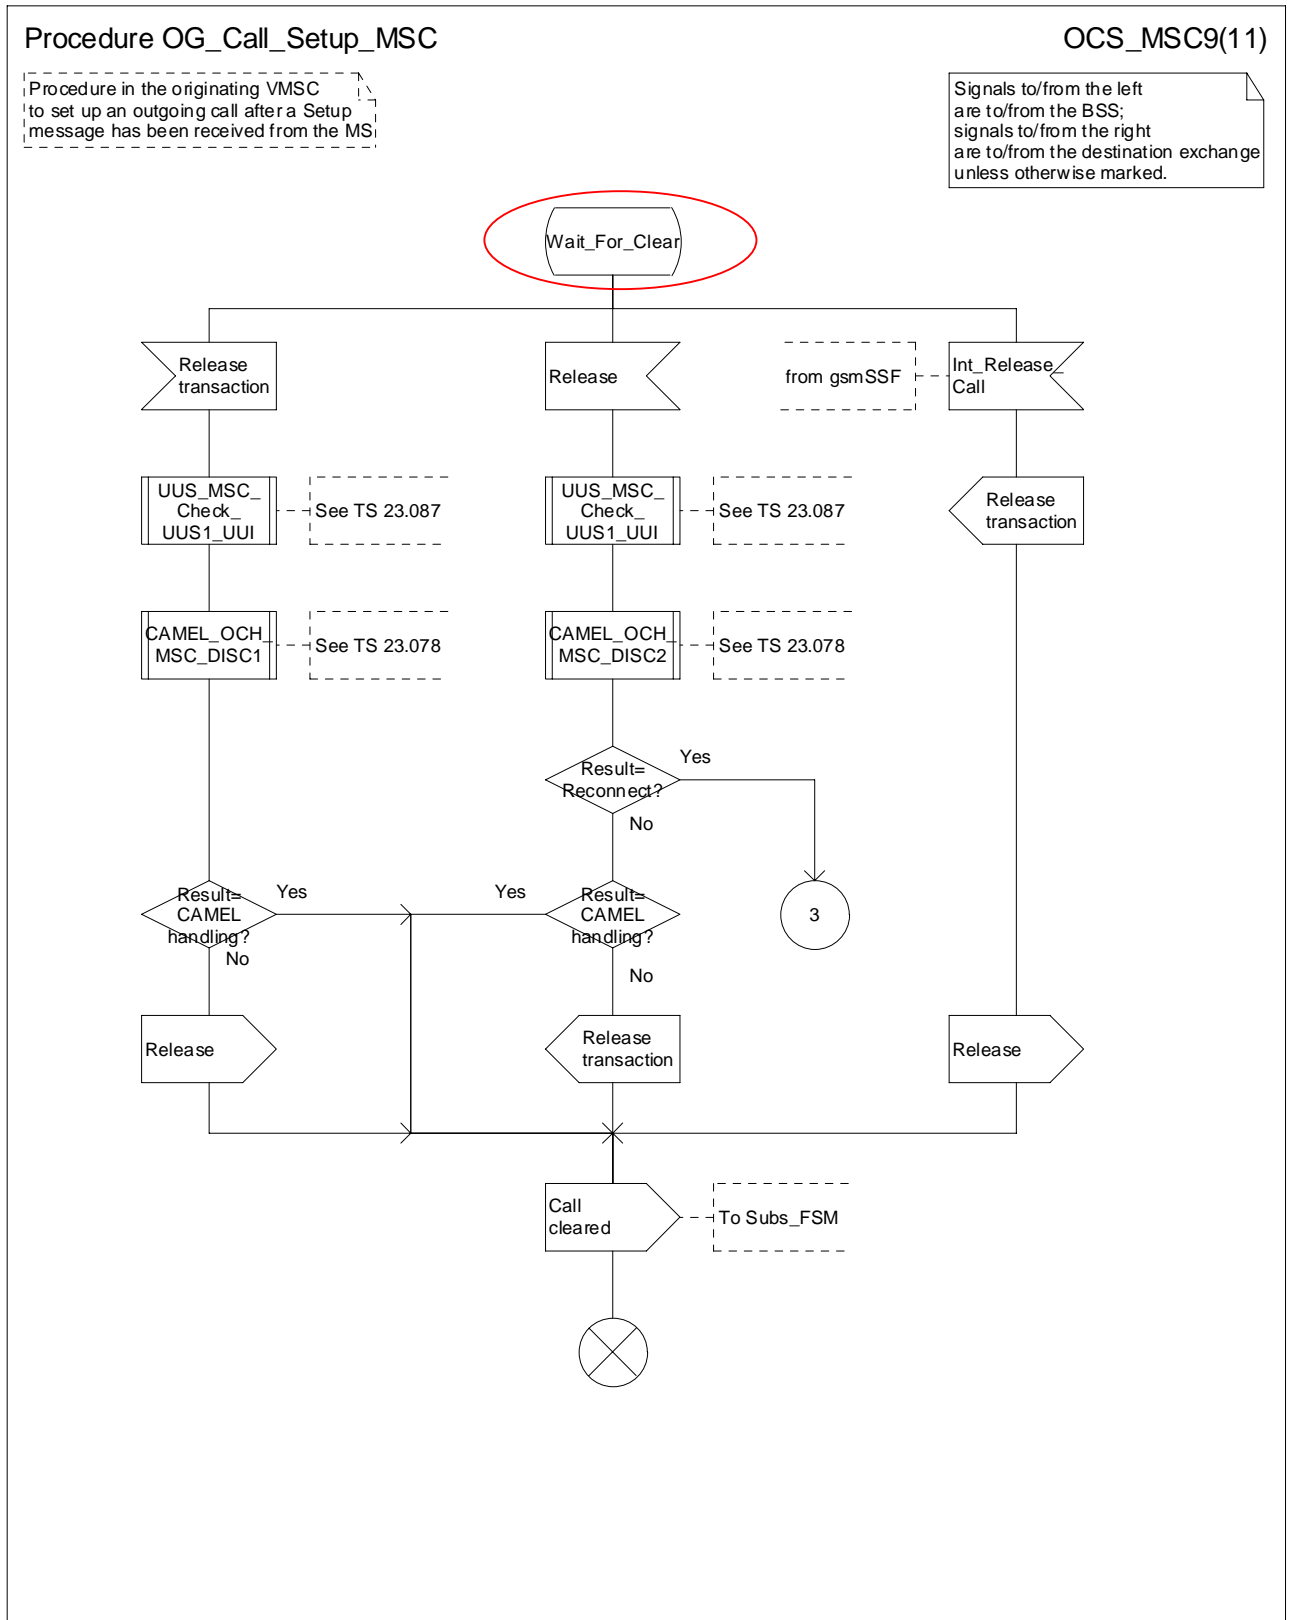 Procedure OG_Call_Setup_MSC
OCS_MSC9(11)
Procedure in the originating VMSC
to set up an outgoing call after a Setup
message has been received from the MS
Signals to/from the left
are to/from the BSS;
signals to/from the right
are to/from the destination exchange
unless otherwise marked.
Wait_For_Clear
Release
transaction
Release
from gsmSSF
Int_Release_
Call
UUS_MSC_
Check_
UUS1_UUI
See TS 23.087
UUS_MSC_
Check_
UUS1_UUI
See TS 23.087
Release
transaction
CAMEL_OCH_
MSC_DISC1
See TS 23.078
CAMEL_OCH_
MSC_DISC2
See TS 23.078
Result=
Reconnect?
Yes
No
Result=
CAMEL
handling?
Yes
No
Yes
Result=
CAMEL
handling?
No
3
Release
Release
transaction
Release
Call
cleared
To Subs_FSM